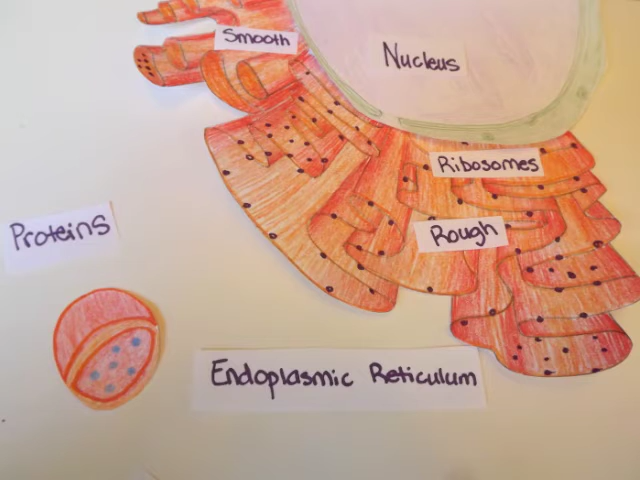 Smooth
Nucleus
Ribosomes
Rough
Proteins
Endoplasmic Reticulum